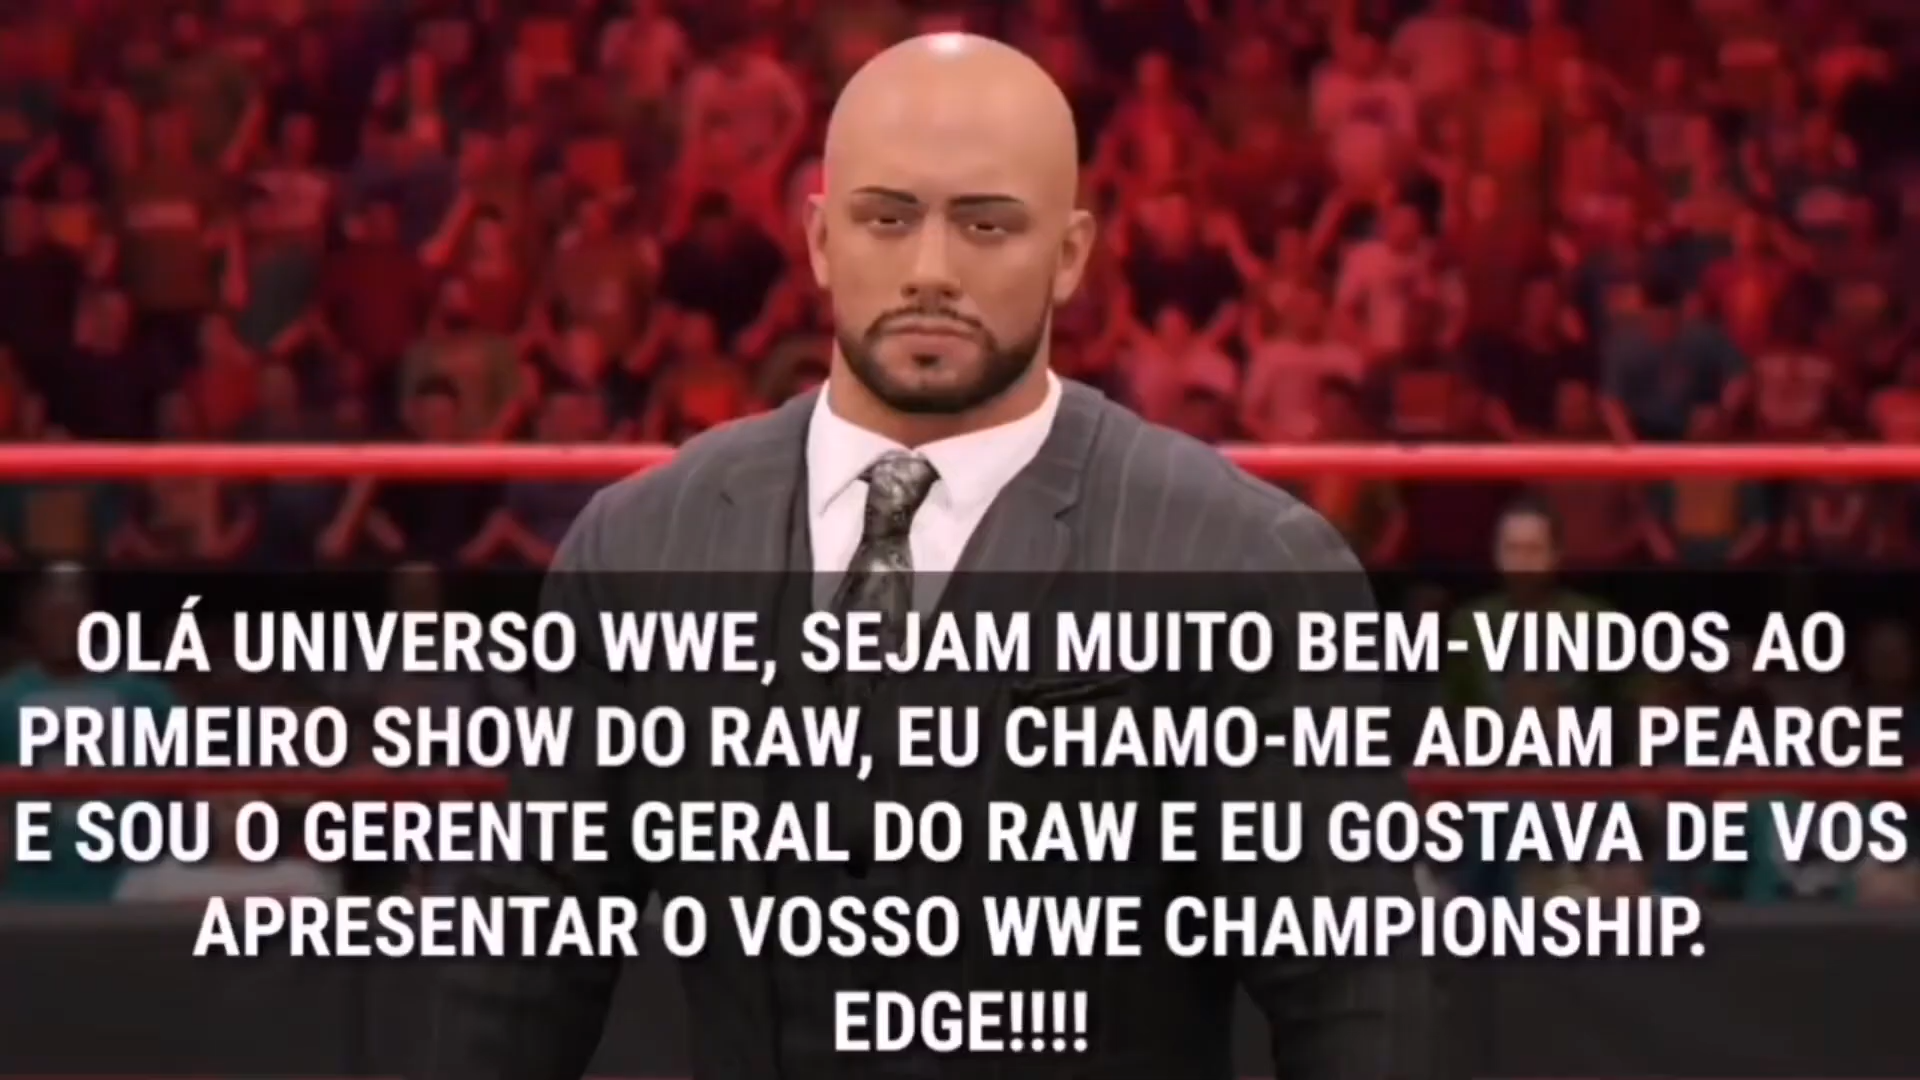 OLÁ UNIVERSO WWE, SEJAM MUITO BEM-VINDOS AO
PRIMEIRO SHOW DO RAW, EU CHAMO-ME ADAM PEARCE
E SOU O GERENTE GERAL DO RAW E EU GOSTAVA DE VOS
APRESENTAR O VOSSO WWE CHAMPIONSHIP.
EDGE!!!!